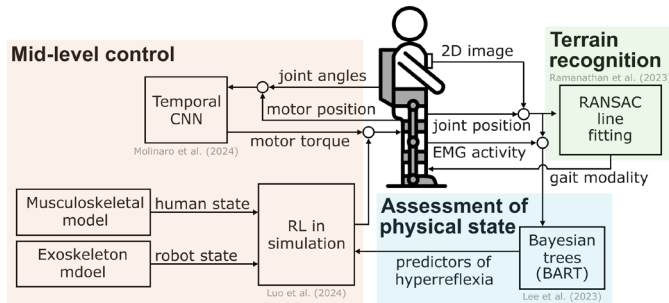 Mid-level control
Terrain
recognition
Ramanathan et al. (2023)
2D image
joint angles
Temporal
CNN
motor position
Molinaro et al. (2024)
motor torque
joint position
EMG activity
RANSAC
line
fitting
gait modality
Musculoskeletal
model
human state
Exoskeleton
mdoel
robot state
RL in
simulation
Luo et al. (2024)
Assessment of
physical state
predictors of
hyperreflexia
Bayesian
trees
(BART)
Lee et al. (2023)